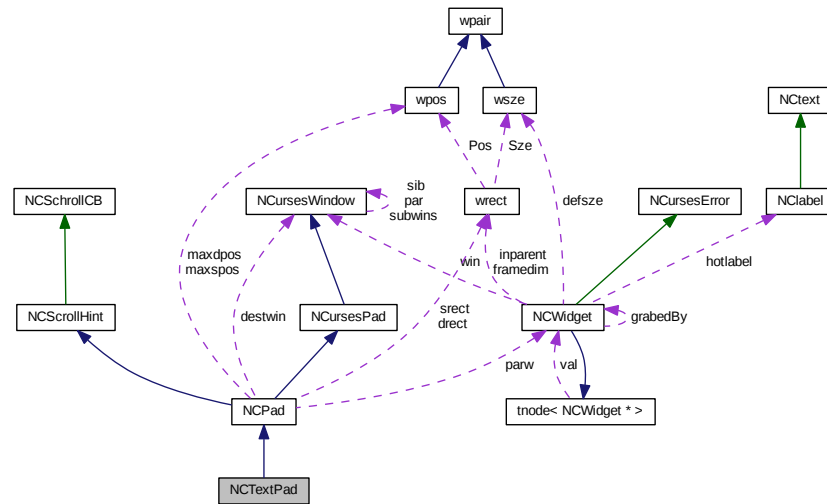 wpair
wpos
wsze
NCtext
Pos
Sze
NCSchrollCB
NCursesWindow
sib
par
subwins
wrect
defsze
NCursesError
NClabel
maxdpos
maxspos
win
inparent
framedim
hotlabel
NCScrollHint
destwin
NCursesPad
srect
drect
NCWidget
grabedBy
parw
val
NCPad
tnode< NCWidget * >
NCTextPad